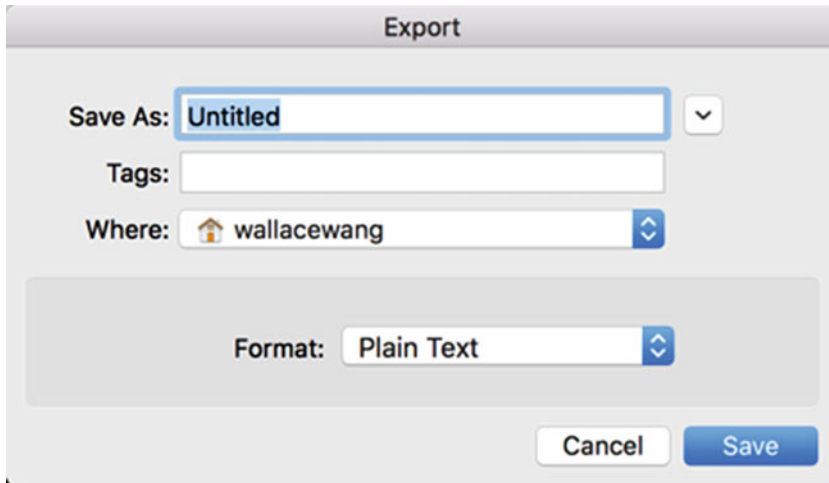 Export
Save As: Untitled
Tags:
Where: wallacewang
Format: Plain Text
Cancel Save